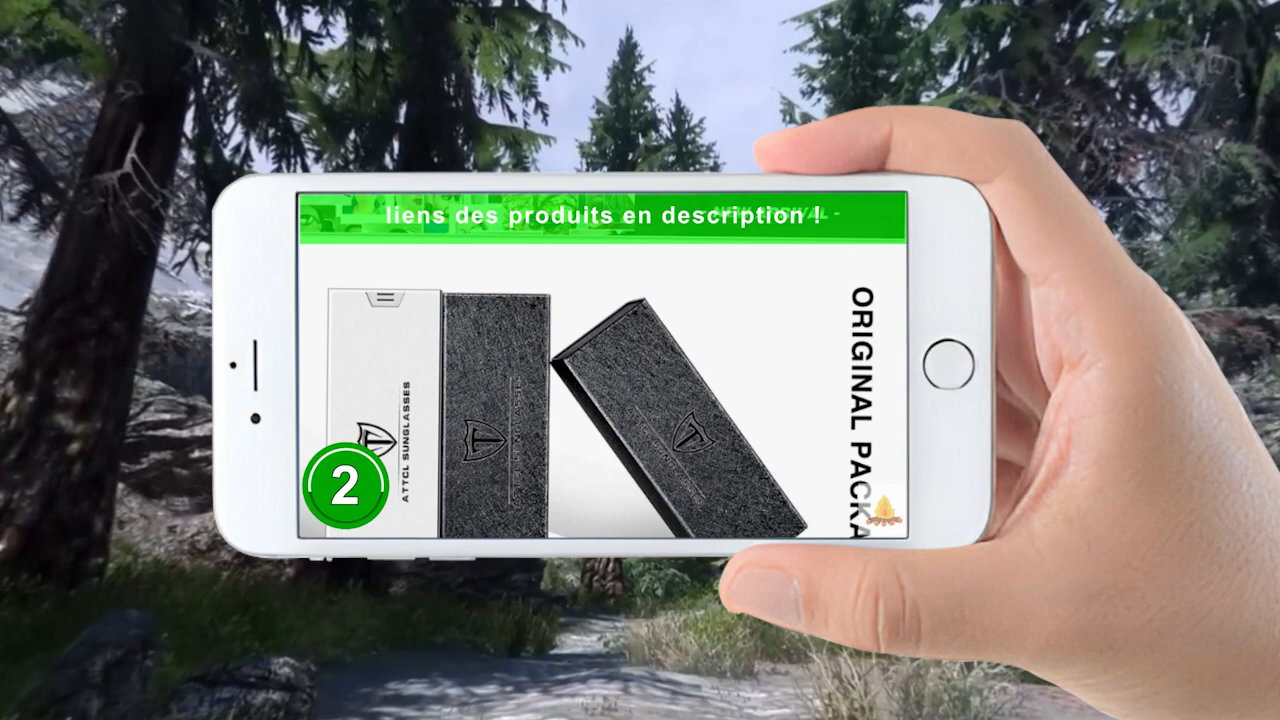 liens des produits en description !
ORIGINAL PACKA
ATTCL SUNGLASSES
2